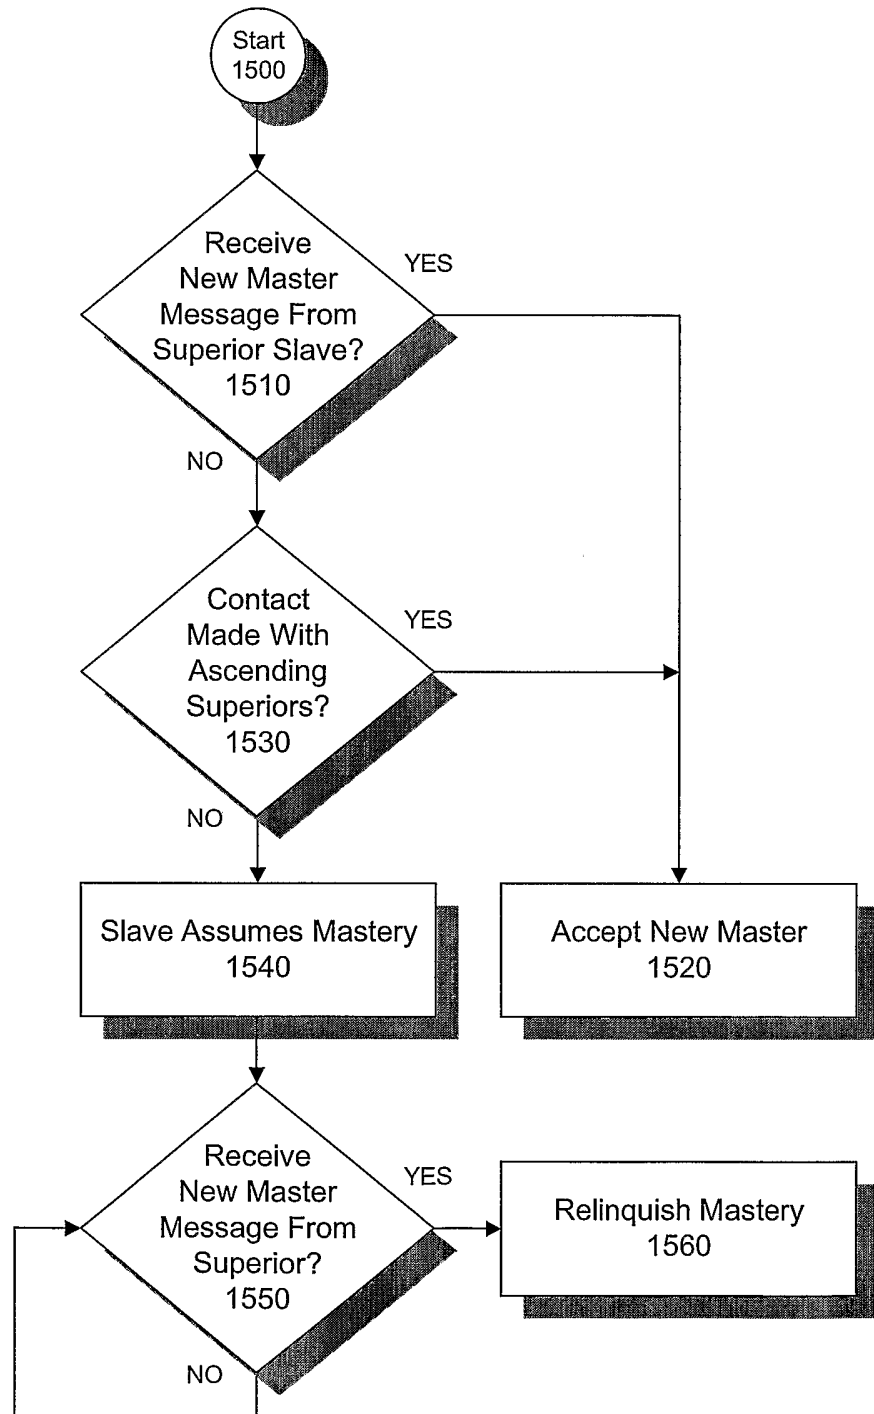 Start
1500
Receive
New Master
Message From
Superior Slave?
1510
YES
NO
Contact
Made With
Ascending
Superiors?
1530
YES
NO
Slave Assumes Mastery
1540
Accept New Master
1520
Receive
New Master
Message From
Superior?
1550
YES
NO
Relinquish Mastery
1560